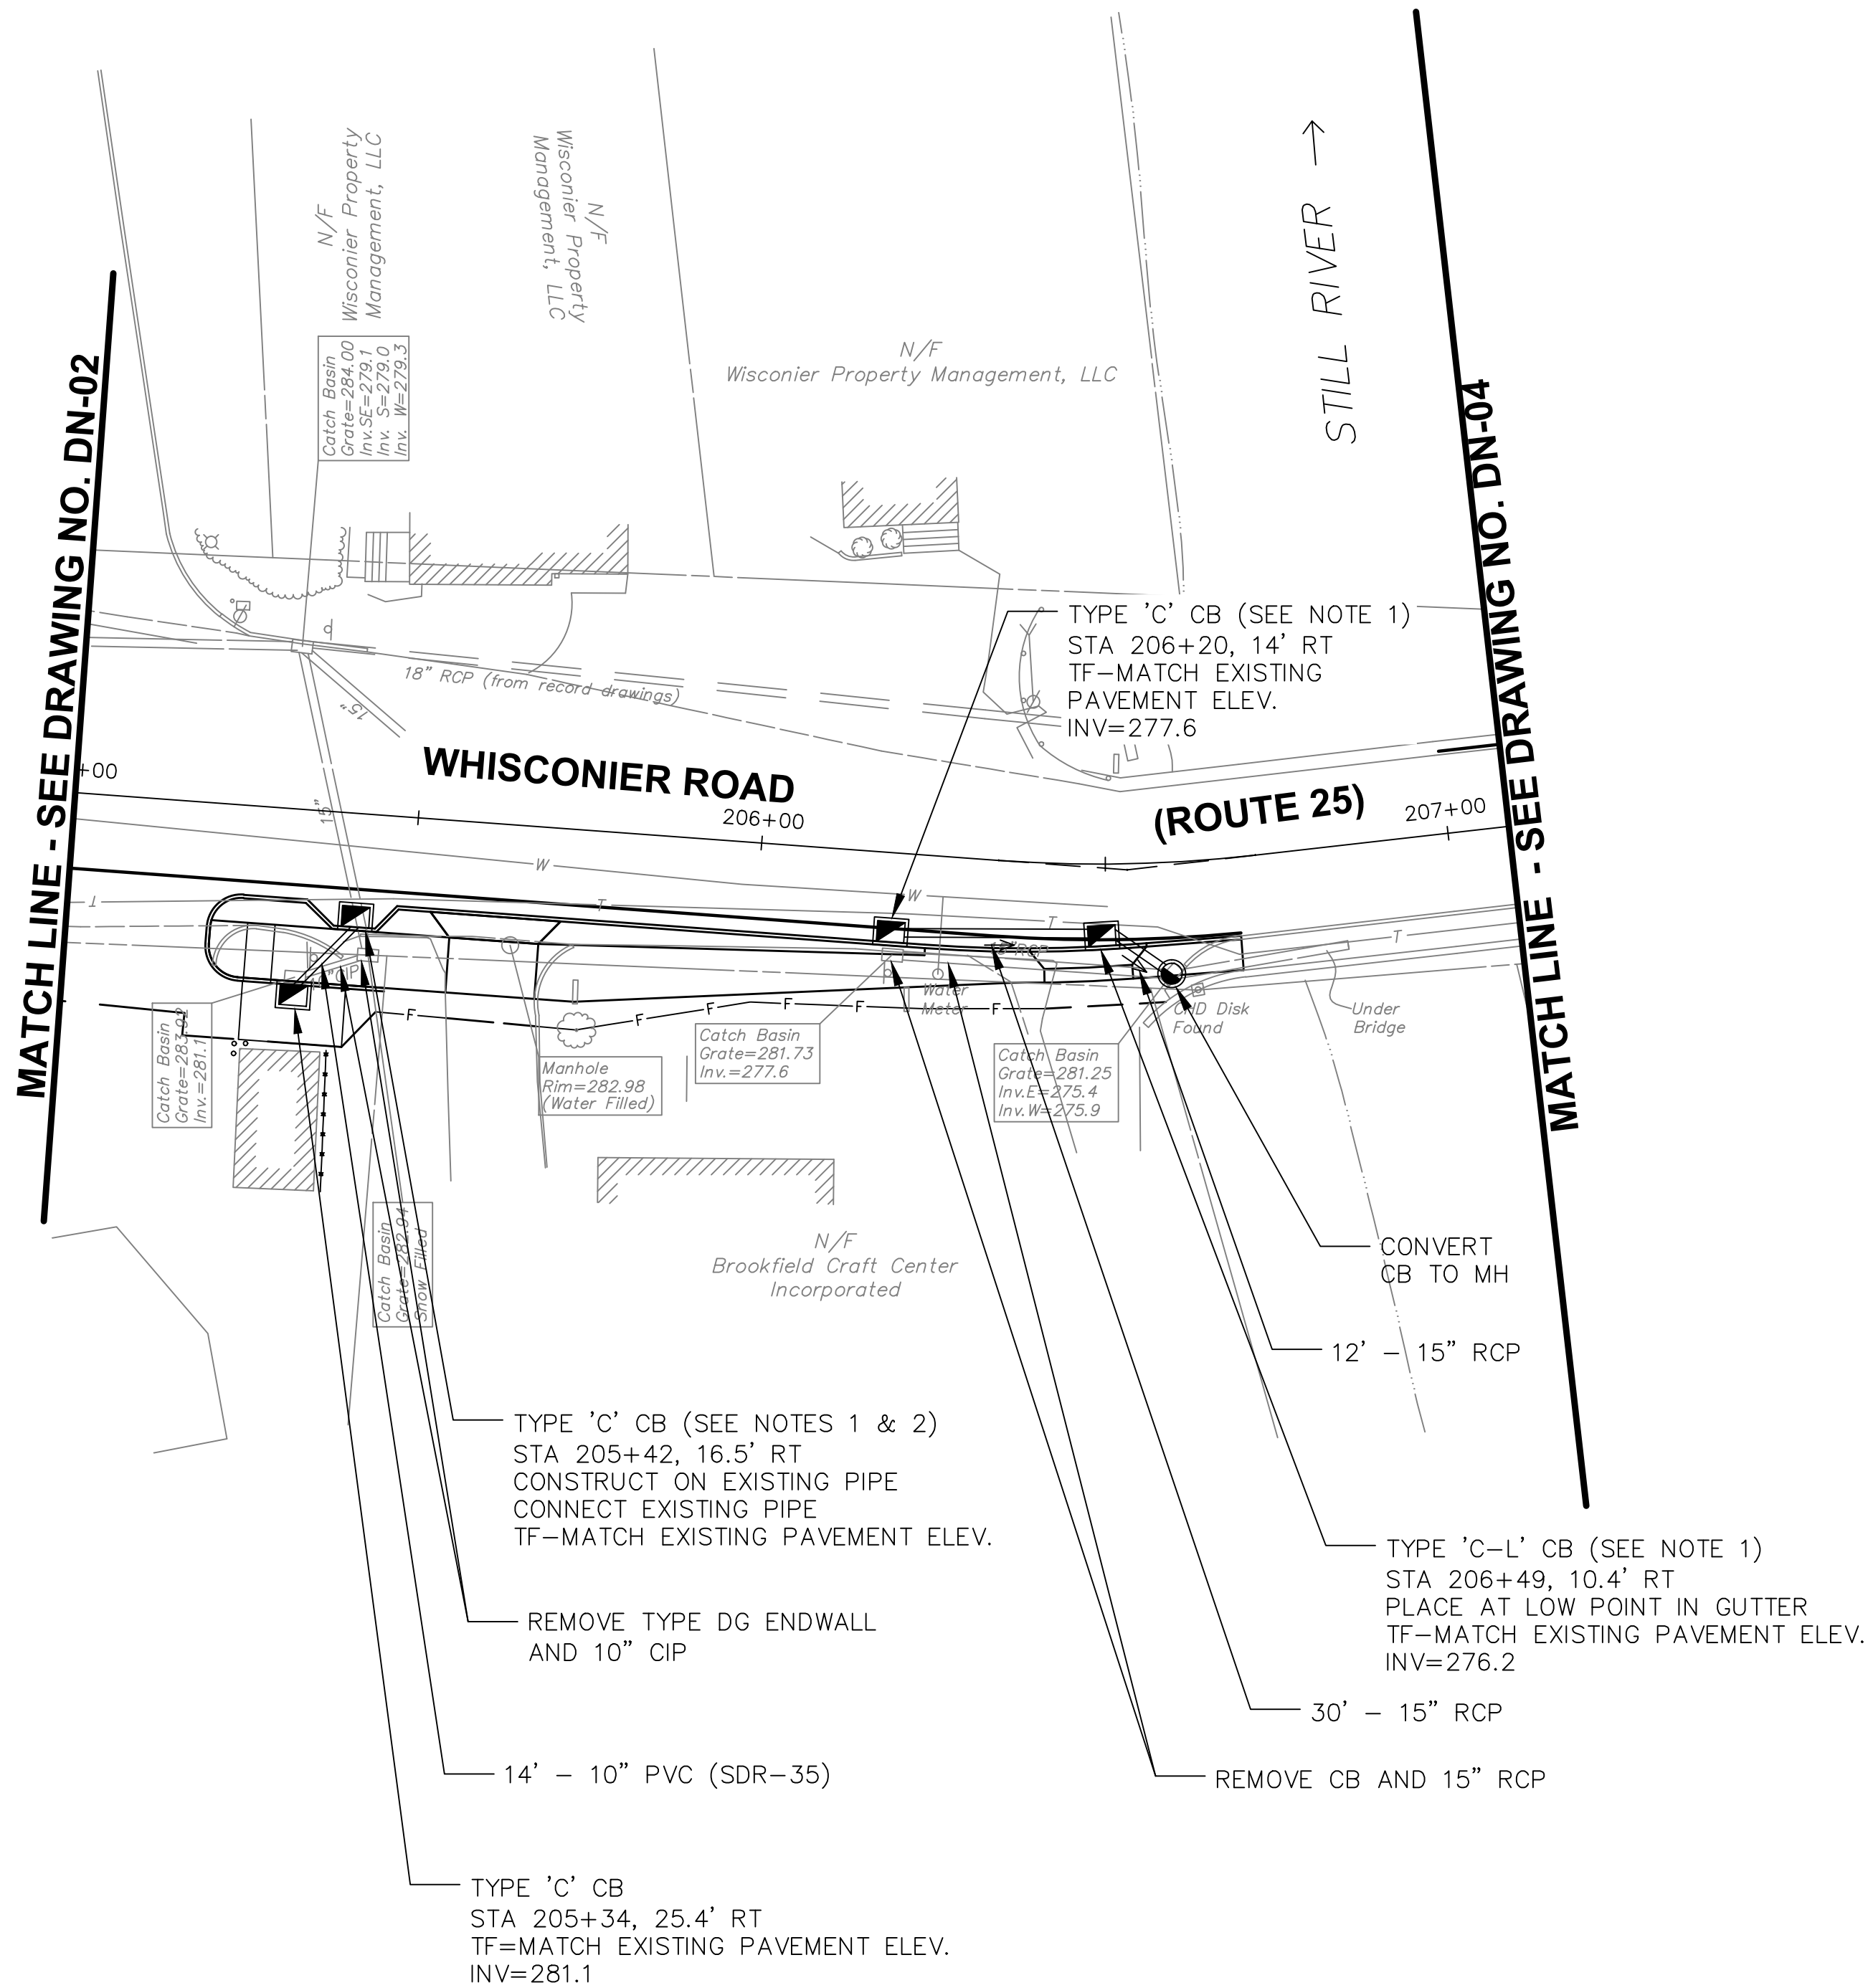 MATCH LINE - SEE DRAWING NO. DN-02
N/F
Wisconier Property
Management, LLC
N/F
Wisconier Property
Management, LLC
N/F
Wisconier Property Management, LLC
STILL RIVER
MATCH LINE - SEE DRAWING NO. DN-04
Catch Basin
Grate=284.00
Inv.SE=279.1
Inv. S=279.0
Inv. W=279.3
18" RCP (from record drawings)
15"
15"
TYPE 'C' CB (SEE NOTE 1)
STA 206+20, 14' RT
TF-MATCH EXISTING
PAVEMENT ELEV.
INV=277.6
+00
WHISCONIER ROAD
206+00
(ROUTE 25)
207+00
W
W
T
T
T
T
F
F
F
F
F
F
"CIP
"RCP
Water
Meter
CHD Disk
Found
Under
Bridge
Catch Basin
Grate=283.92
Inv.=281.1
Manhole
Rim=282.98
(Water Filled)
Catch Basin
Grate=281.73
Inv.=277.6
Catch Basin
Grate=281.25
Inv.E=275.4
Inv.W=275.9
Catch Basin
Grate=282.94
Snow Filled
N/F
Brookfield Craft Center
Incorporated
CONVERT
CB TO MH
12' - 15" RCP
TYPE 'C' CB (SEE NOTES 1 & 2)
STA 205+42, 16.5' RT
CONSTRUCT ON EXISTING PIPE
CONNECT EXISTING PIPE
TF-MATCH EXISTING PAVEMENT ELEV.
TYPE 'C-L' CB (SEE NOTE 1)
STA 206+49, 10.4' RT
PLACE AT LOW POINT IN GUTTER
TF-MATCH EXISTING PAVEMENT ELEV.
INV=276.2
REMOVE TYPE DG ENDWALL
AND 10" CIP
30' - 15" RCP
14' - 10" PVC (SDR-35)
REMOVE CB AND 15" RCP
TYPE 'C' CB
STA 205+34, 25.4' RT
TF=MATCH EXISTING PAVEMENT ELEV.
INV=281.1